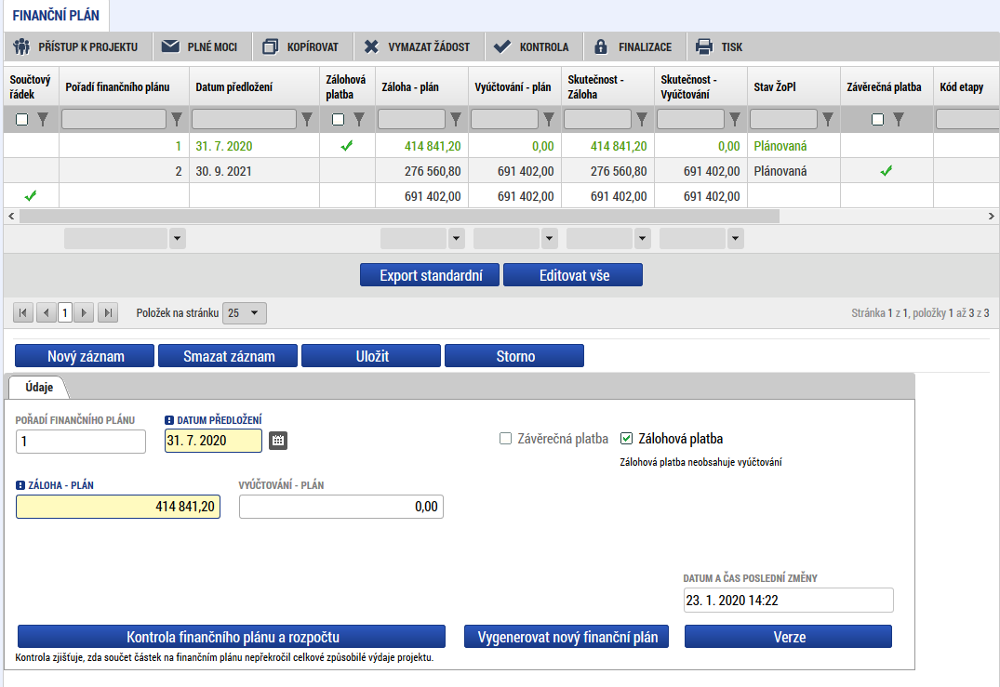 FINANČNÍ PLÁN
PŘÍSTUP K PROJEKTU PLNÉ MOCI KOPÍROVAT VYMAZAT ŽÁDOST KONTROLA FINALIZACE TISK
Součtový řádek Pořadí finančního plánu Datum předložení Zálohová platba Záloha - plán Vyúčtování - plán Skutečnost - Záloha Skutečnost - Vyúčtování Stav ŽoPl Závěrečná platba Kód etapy
1 31. 7. 2020 414 841,20 0,00 414 841,20 0,00 Plánovaná
2 30. 9. 2021 276 560,80 691 402,00 276 560,80 691 402,00 Plánovaná
691 402,00 691 402,00 691 402,00 691 402,00
Export standardní Editovat vše
1 Položek na stránku 25 Stránka 1 z 1, položky 1 až 3 z 3
Nový záznam Smazat záznam Uložit Storno
Údaje
POŘADÍ FINANČNÍHO PLÁNU DATUM PŘEDLOŽENÍ
1 31. 7. 2020 Závěrečná platba Zálohová platba
Zálohová platba neobsahuje vyúčtování
ZÁLOHA - PLÁN VYÚČTOVÁNÍ - PLÁN
414 841,20 0,00
DATUM A ČAS POSLEDNÍ ZMĚNY
23. 1. 2020 14:22
Kontrola finančního plánu a rozpočtu Vygenerovat nový finanční plán Verze
Kontrola zjišťuje, zda součet částek na finančním plánu nepřekročil celkové způsobilé výdaje projektu.